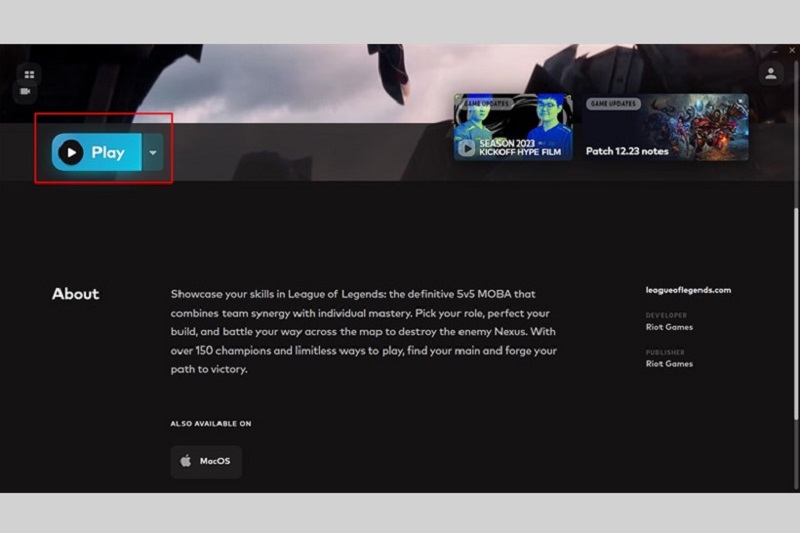 GAME UPDATES
SEASON 2023
KICKOFF HYPE FILM
GAME UPDATES
Patch 12.23 notes
Play
About
Showcase your skills in League of Legends: the definitive 5v5 MOBA that
combines team synergy with individual mastery. Pick your role, perfect your
build, and battle your way across the map to destroy the enemy Nexus. With
over 150 champions and limitless ways to play, find your main and forge your
path to victory.
ALSO AVAILABLE ON
MacOS
leagueoflegends.com
DEVELOPER
Riot Games
PUBLISHER
Riot Games